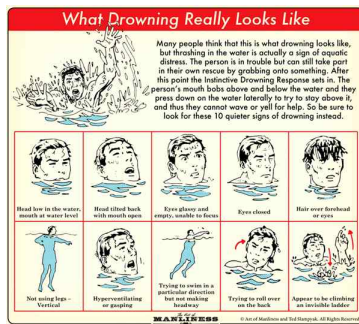 What Drowning Really Looks Like
Many people think that this is what drowning looks like,
but thrashing in the water is actually a sign of aquatic
distress. The person is in trouble but can still take part
in their own rescue by grabbing onto something. After
this point the Instinctive Drowning Response sets in. The
person's mouth bobs above and below the water and they
press down on the water laterally to try to stay above it,
and thus they cannot wave or yell for help. So be sure to
look for these 10 quieter signs of drowning instead.
Head low in the water,
mouth at water level
Head tilted back
with mouth open
Eyes glassy and
empty, unable to focus
Eyes closed
Hair over forehead
or eyes
Not using legs –
Vertical
Hyperventilating
or gasping
Trying to swim in a
particular direction
but not making
headway
Trying to roll over
on the back
Appear to be climbing
an invisible ladder
The Art of
MANLINESS
© Art of Manliness and Ted Slampyak. All Rights Reserved